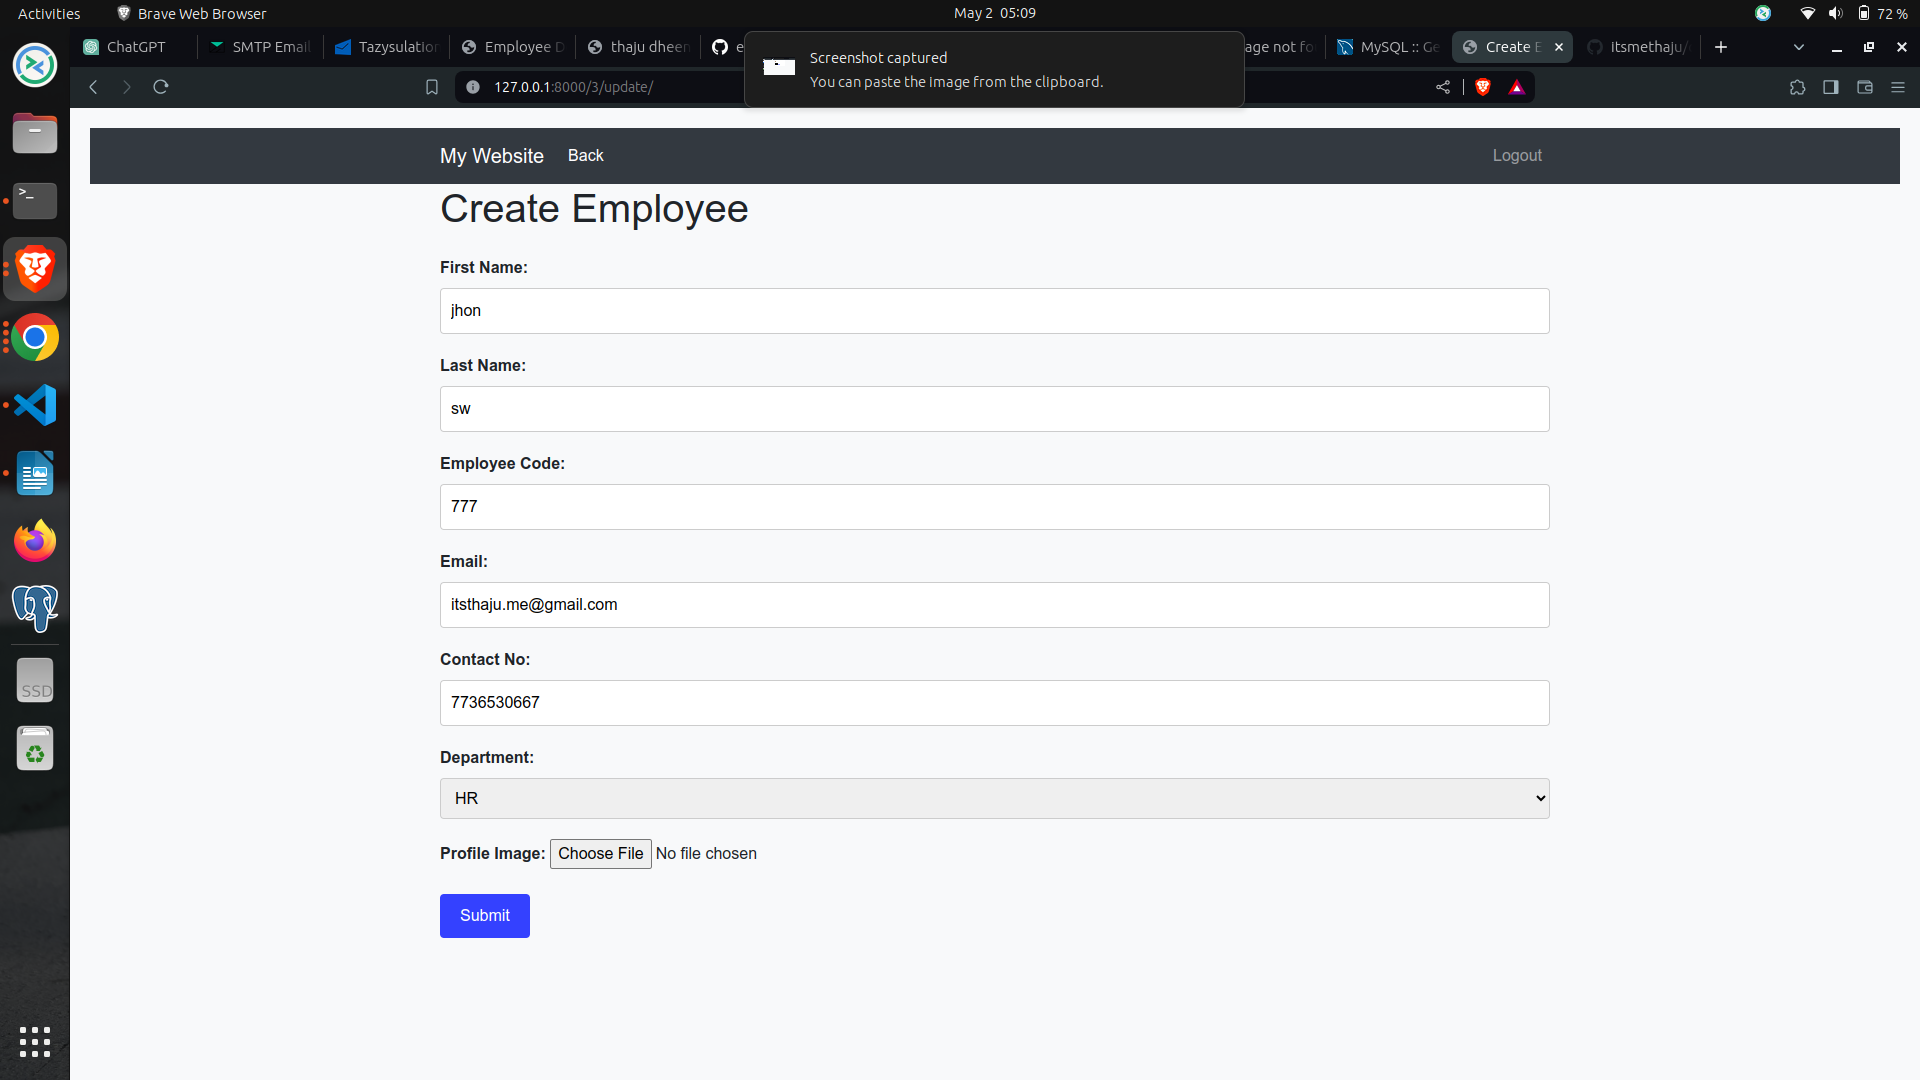 Activities Brave Web Browser May 2 05:09 72 %
ChatGPT SMTP Email Tazysulation Employee D thaju dheen e age not fo MySQL :: Ge Create E itsmethaju/
Screenshot captured
You can paste the image from the clipboard.
127.0.0.1:8000/3/update/
My Website Back Logout
Create Employee
First Name:
jhon
Last Name:
sw
Employee Code:
777
Email:
itsthaju.me@gmail.com
Contact No:
7736530667
Department:
HR
Profile Image: Choose File No file chosen
Submit
SSD